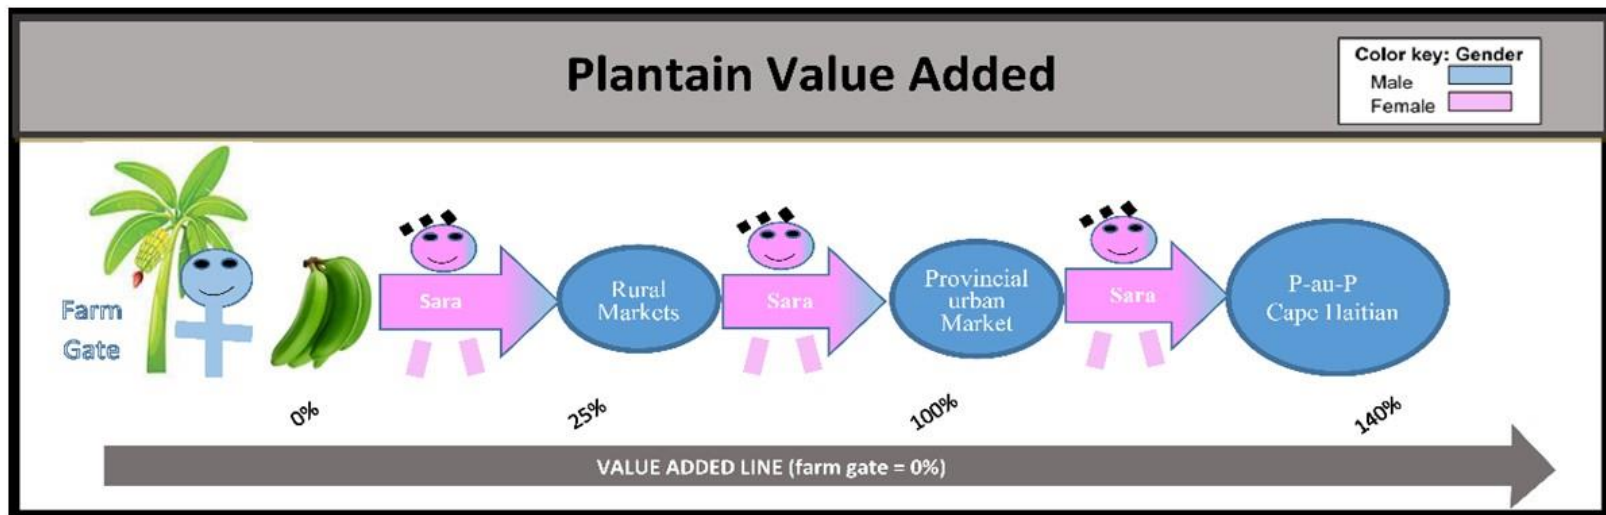 Plantain Value Added
Color key: Gender
Male
Female
Farm
Gate
Sara
Rural
Markets
Sara
Provincial
urban
Market
Sara
P-au-P
Cape Haitian
0%
25%
100%
140%
VALUE ADDED LINE (farm gate = 0%)